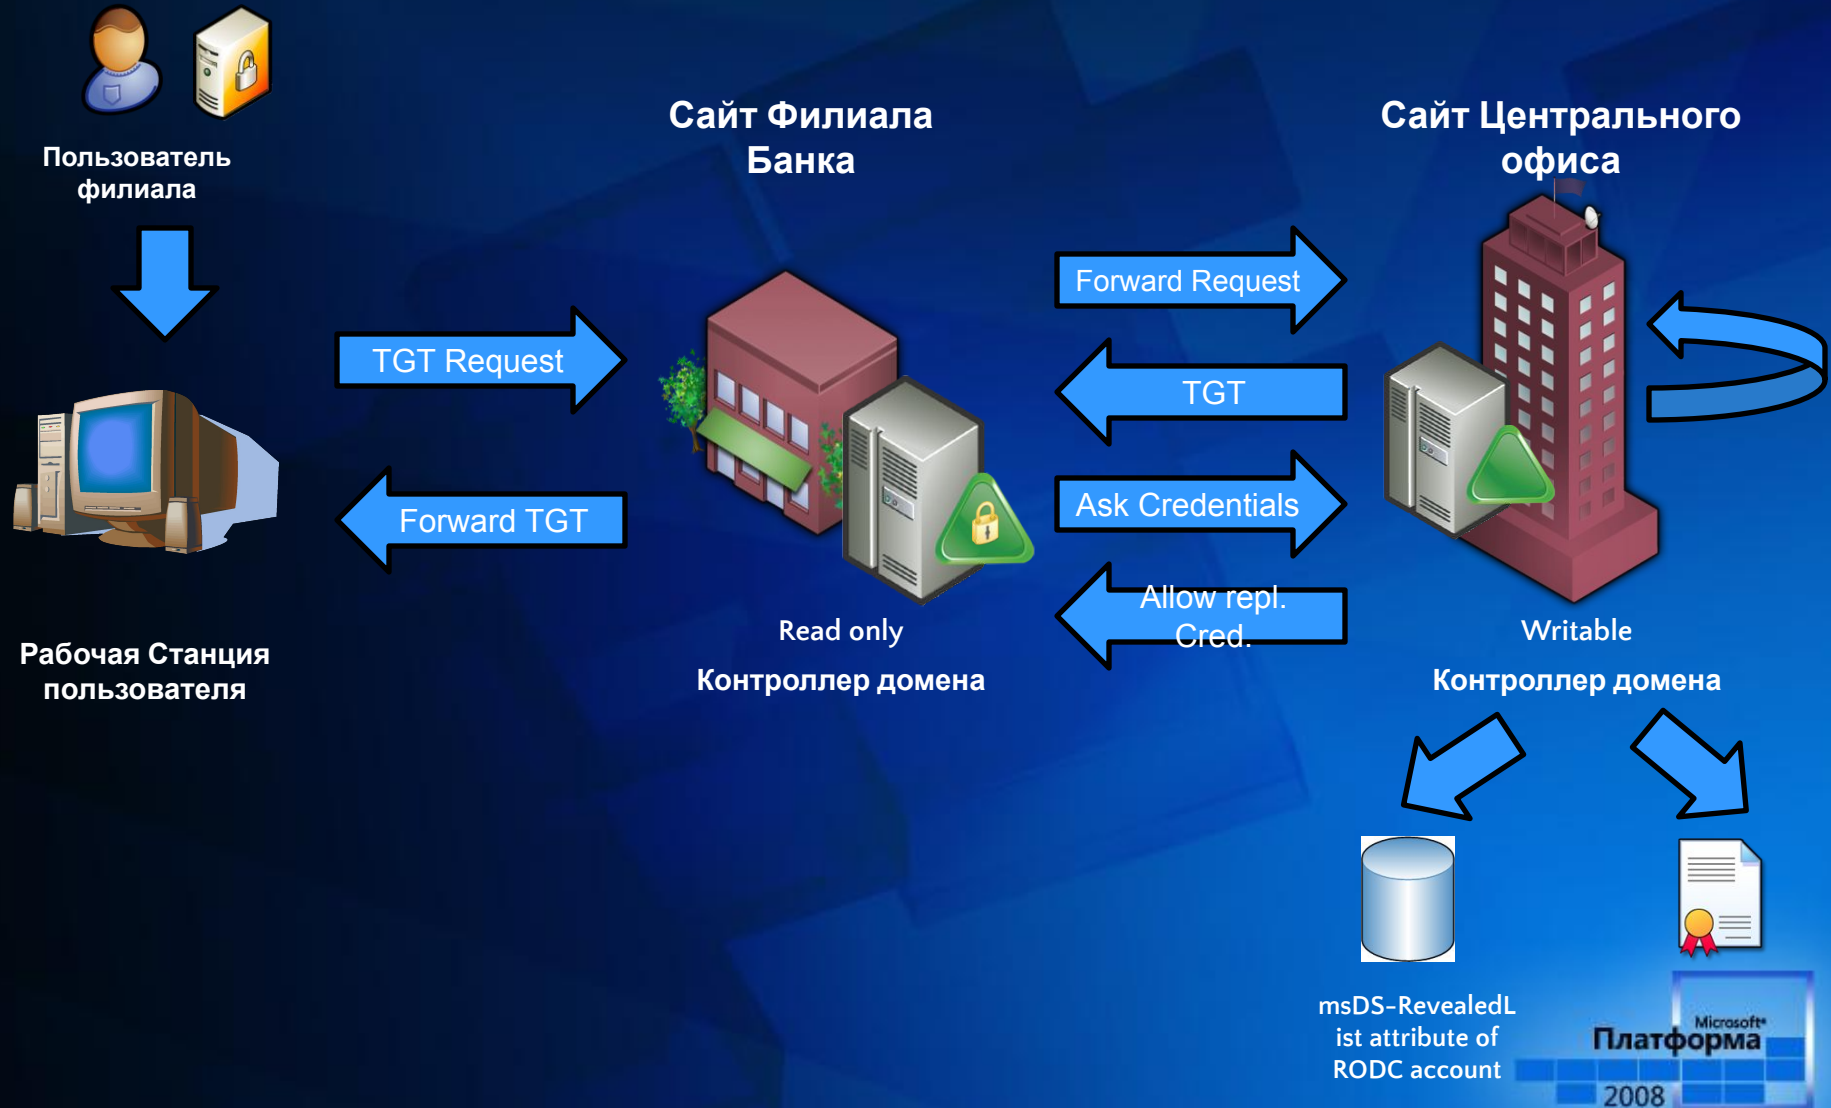 Пользователь
филиала
Сайт Филиала
Банка
Сайт Центрального
офиса
TGT Request
Forward TGT
Forward Request
TGT
Ask Credentials
Allow repl.
Cred.
Рабочая Станция
пользователя
Read only
Контроллер домена
Writable
Контроллер домена
msDS-RevealedL
ist attribute of
RODC account
Microsoft®
Платформа
2008